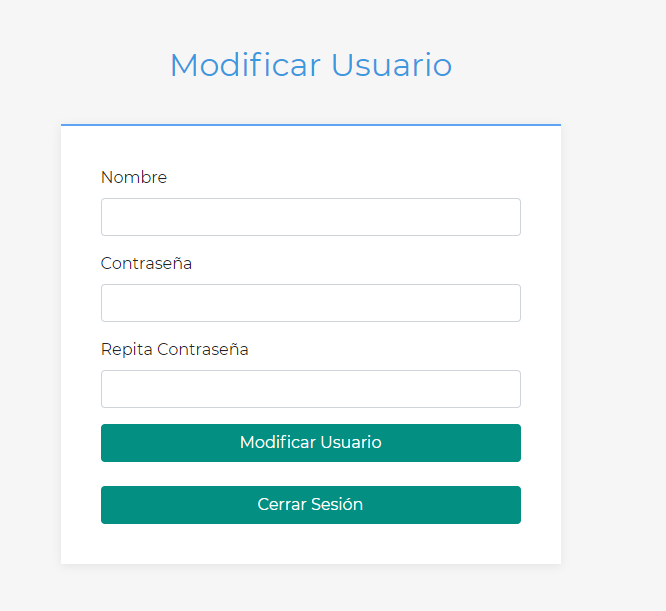 Modificar Usuario
Nombre
Contraseña
Repita Contraseña
Modificar Usuario
Cerrar Sesión